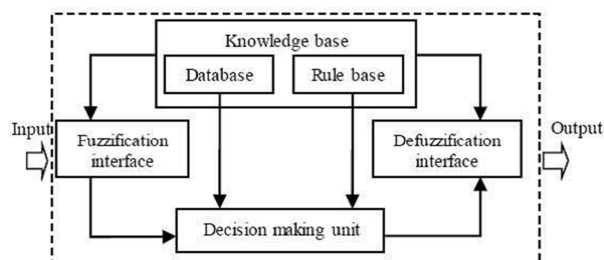 Knowledge base
Database
Rule base
Input
Fuzzification
interface
Defuzzification
interface
Output
Decision making unit